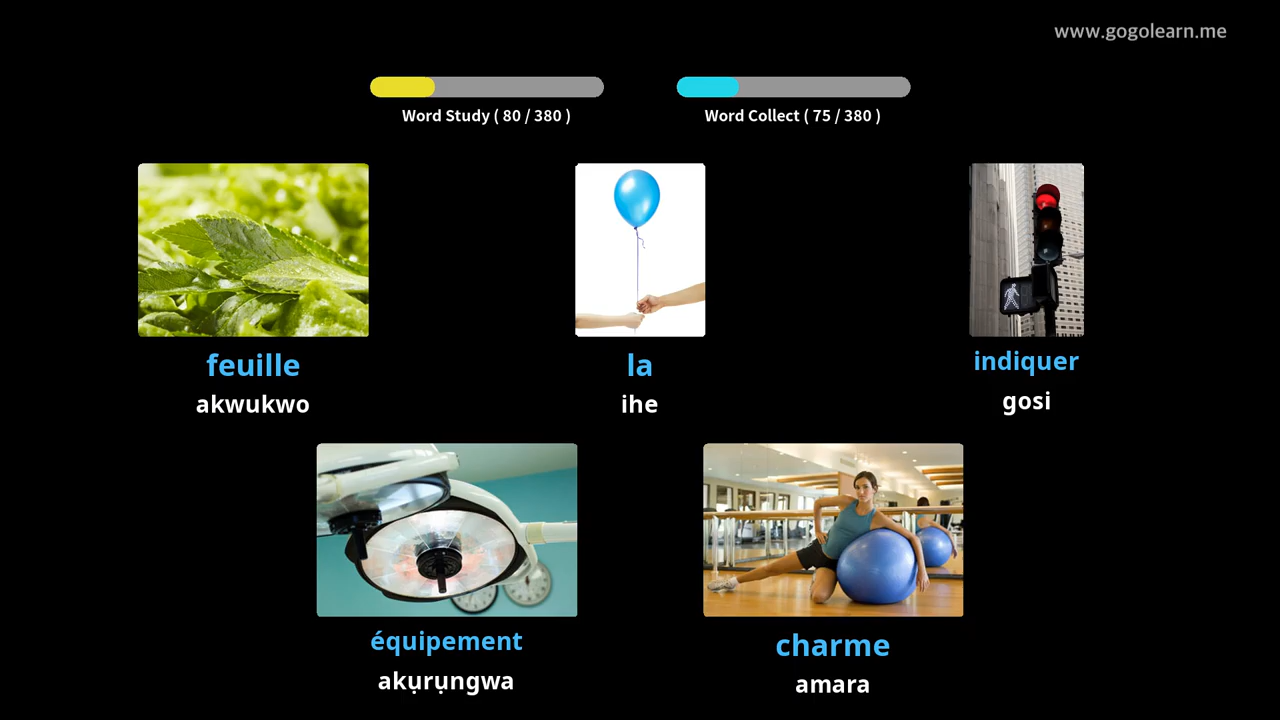 www.gogolearn.me
Word Study ( 80 / 380 )
Word Collect ( 75 / 380 )
feuille
akwukwo
la
ihe
indiquer
gosi
équipement
akụrụngwa
charme
amara